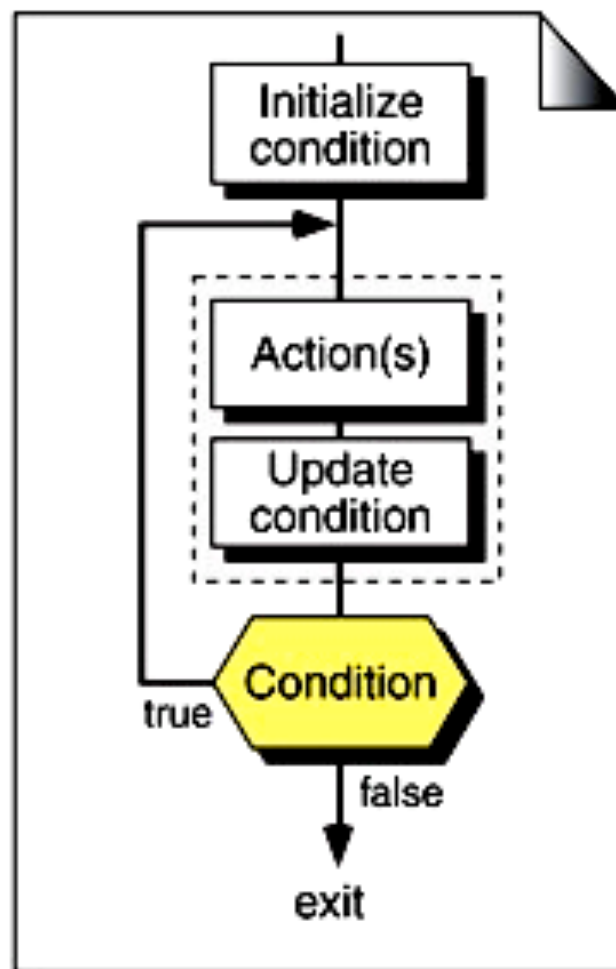 Initialize
condition
Action(s)
Update
condition
Condition
true
false
exit